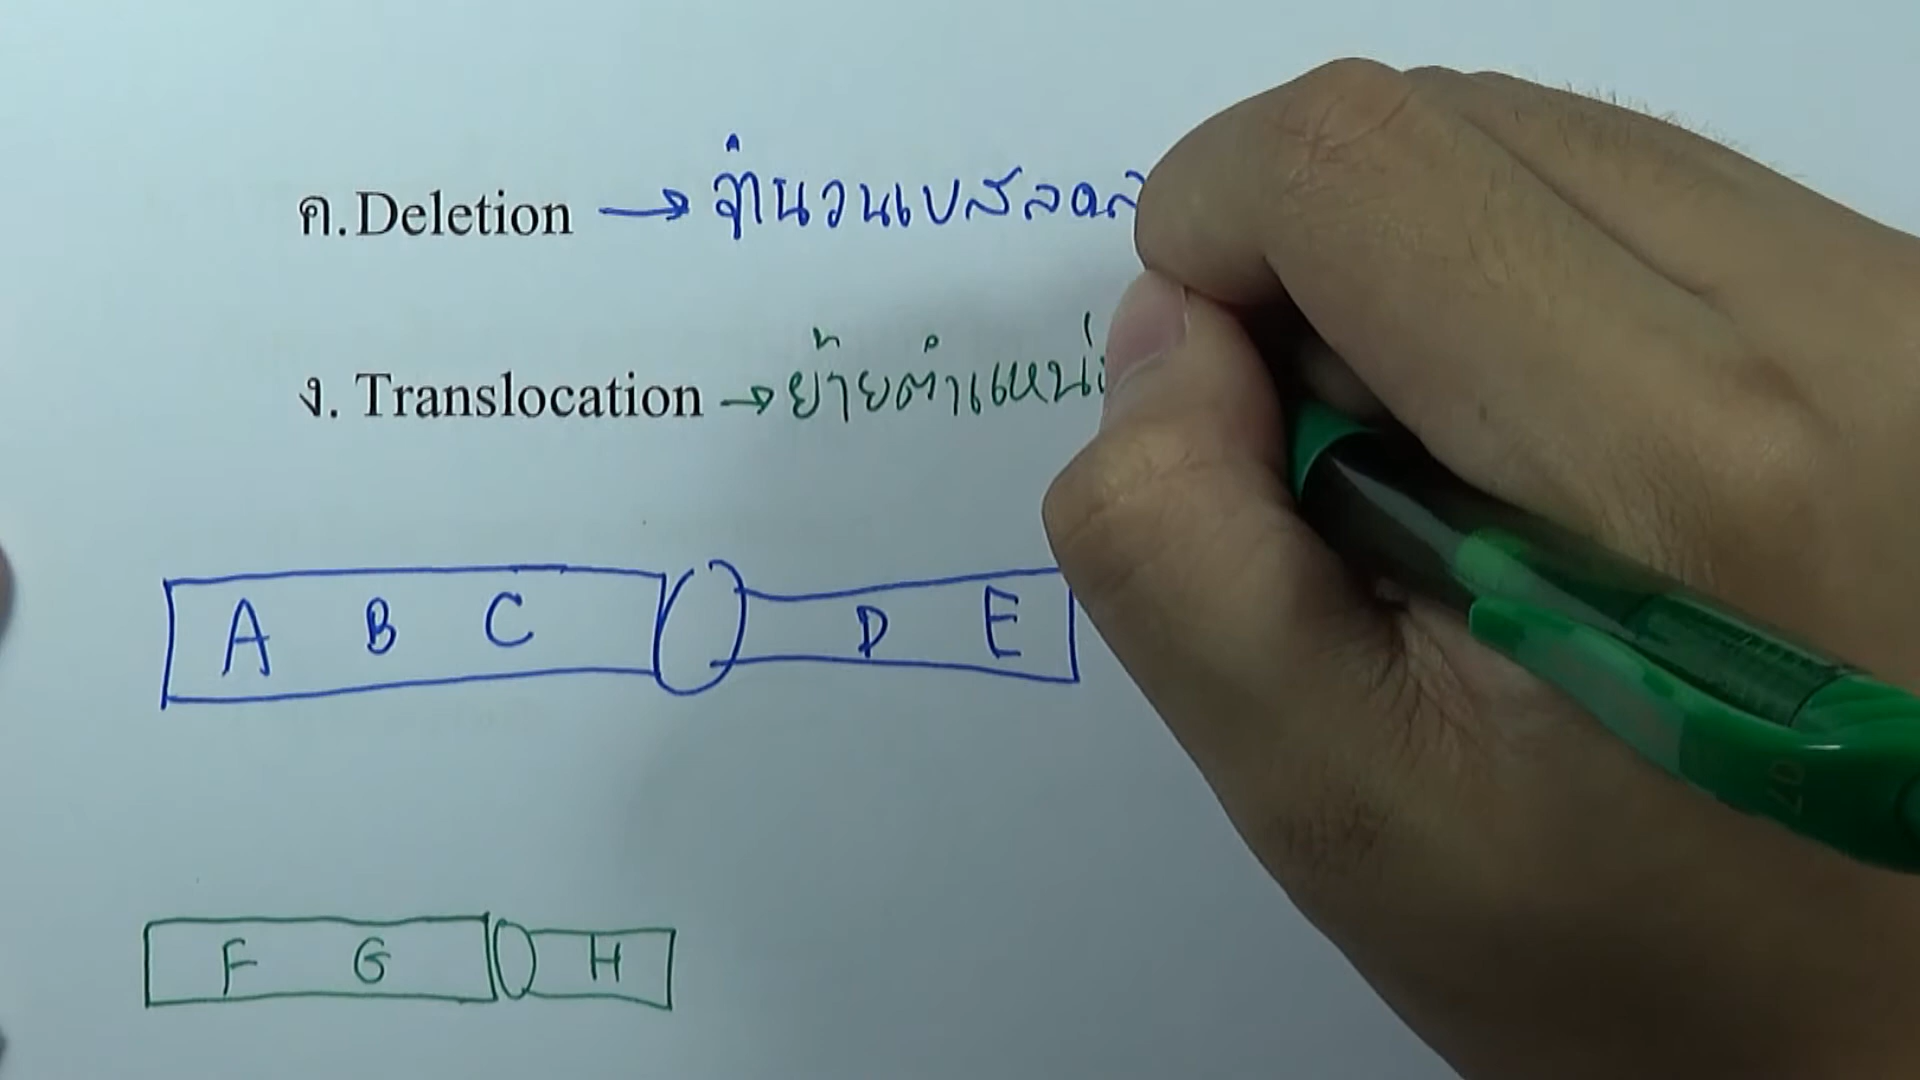 ค. Deletion → จำนวนเบสลด
ง. Translocation → ย้ายตำแหน่
A B C D E
F G H